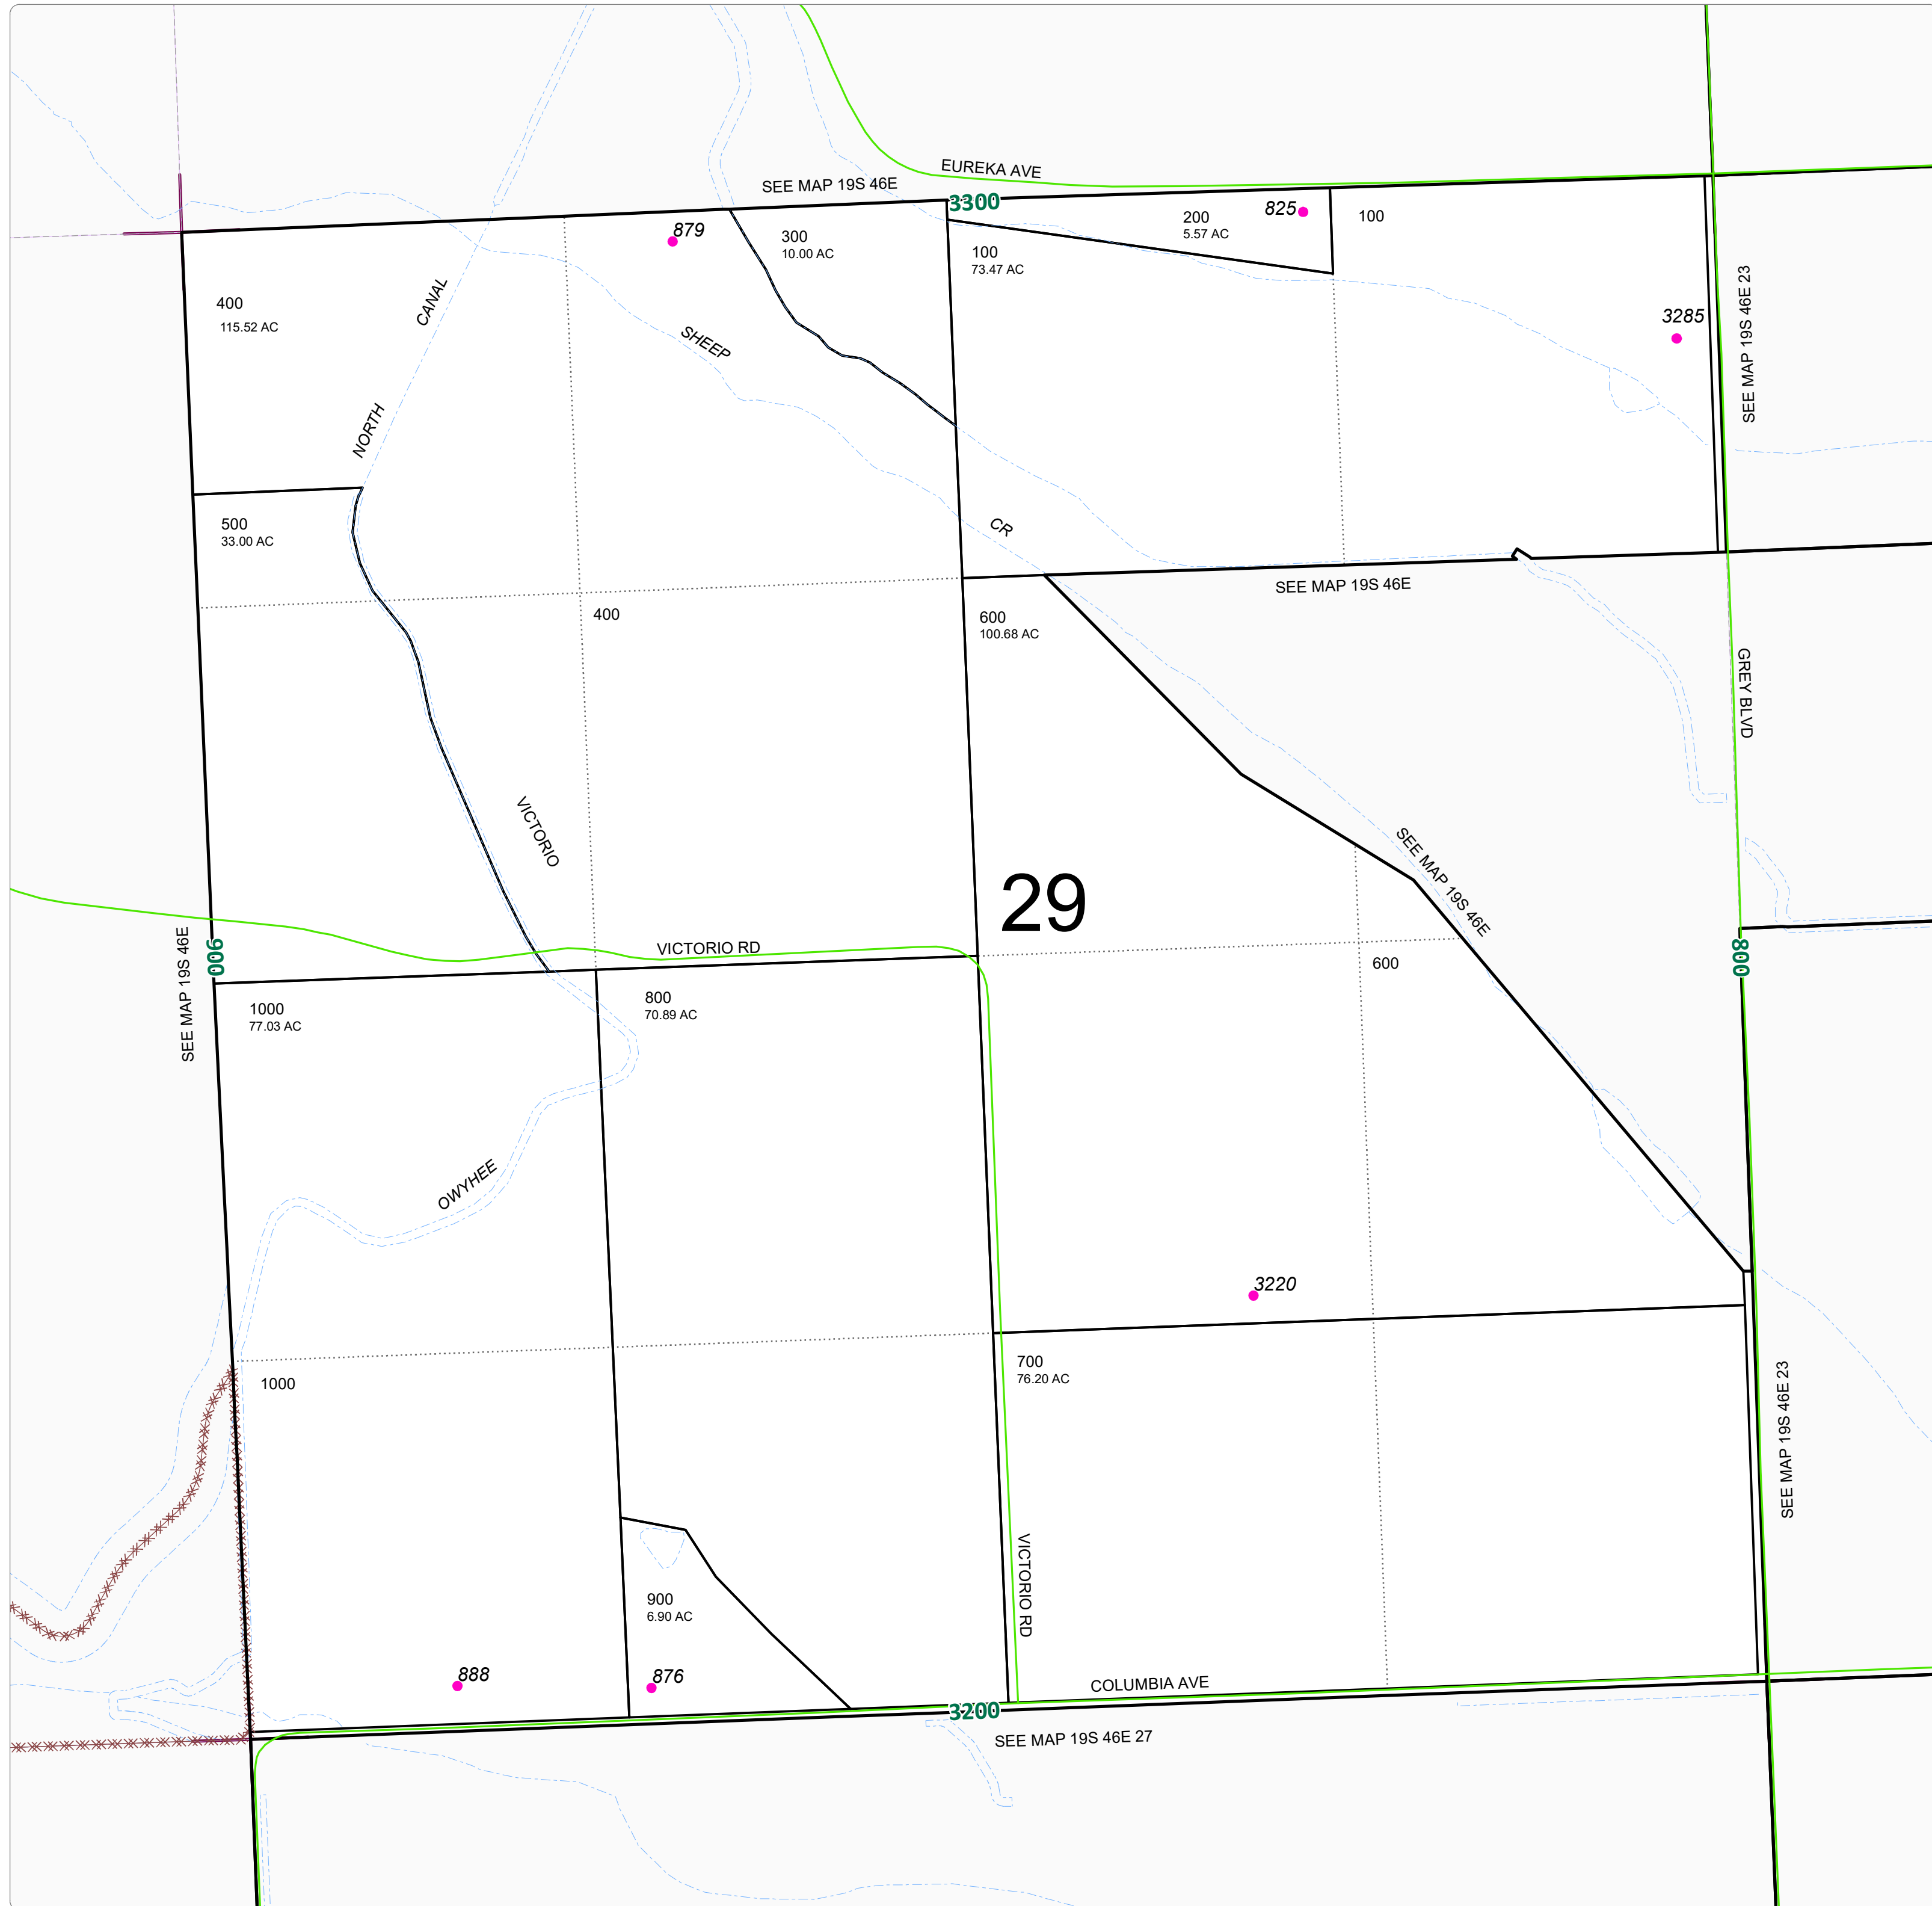 EUREKA AVE
SEE MAP 19S 46E
3300
879
300
10.00 AC
825
200
5.57 AC
100
100
73.47 AC
400
115.52 AC
CANAL
NORTH
SHEEP
CR
3285
SEE MAP 19S 46E 23
500
33.00 AC
400
600
100.68 AC
SEE MAP 19S 46E
GREY BLVD
VICTORIO
29
SEE MAP 19S 46E
VICTORIO RD
900
SEE MAP 19S 46E
800
600
1000
77.03 AC
800
70.89 AC
OWYHEE
3220
1000
700
76.20 AC
SEE MAP 19S 46E 23
VICTORIO RD
900
6.90 AC
888
876
COLUMBIA AVE
3200
SEE MAP 19S 46E 27